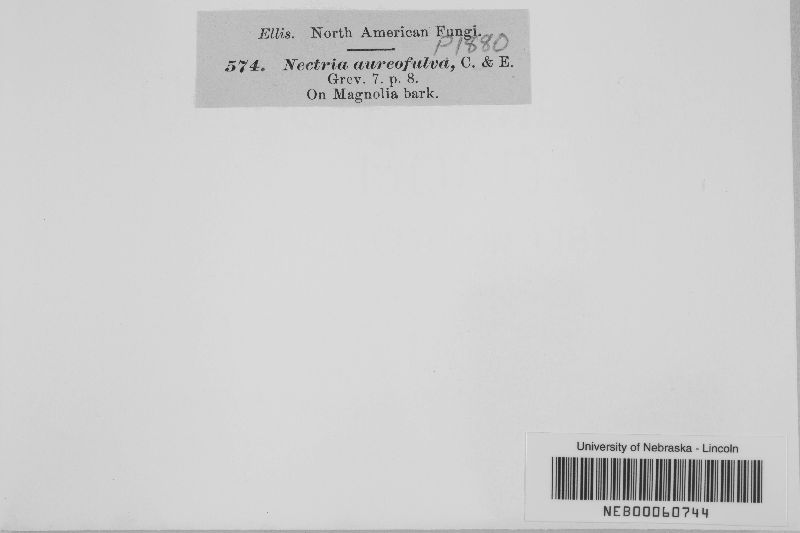 Ellis. North American Fungi.
P1880
574. Nectria aureofulva, C. & E.
Grev. 7. p. 8.
On Magnolia bark.
University of Nebraska - Lincoln
NEB00060744